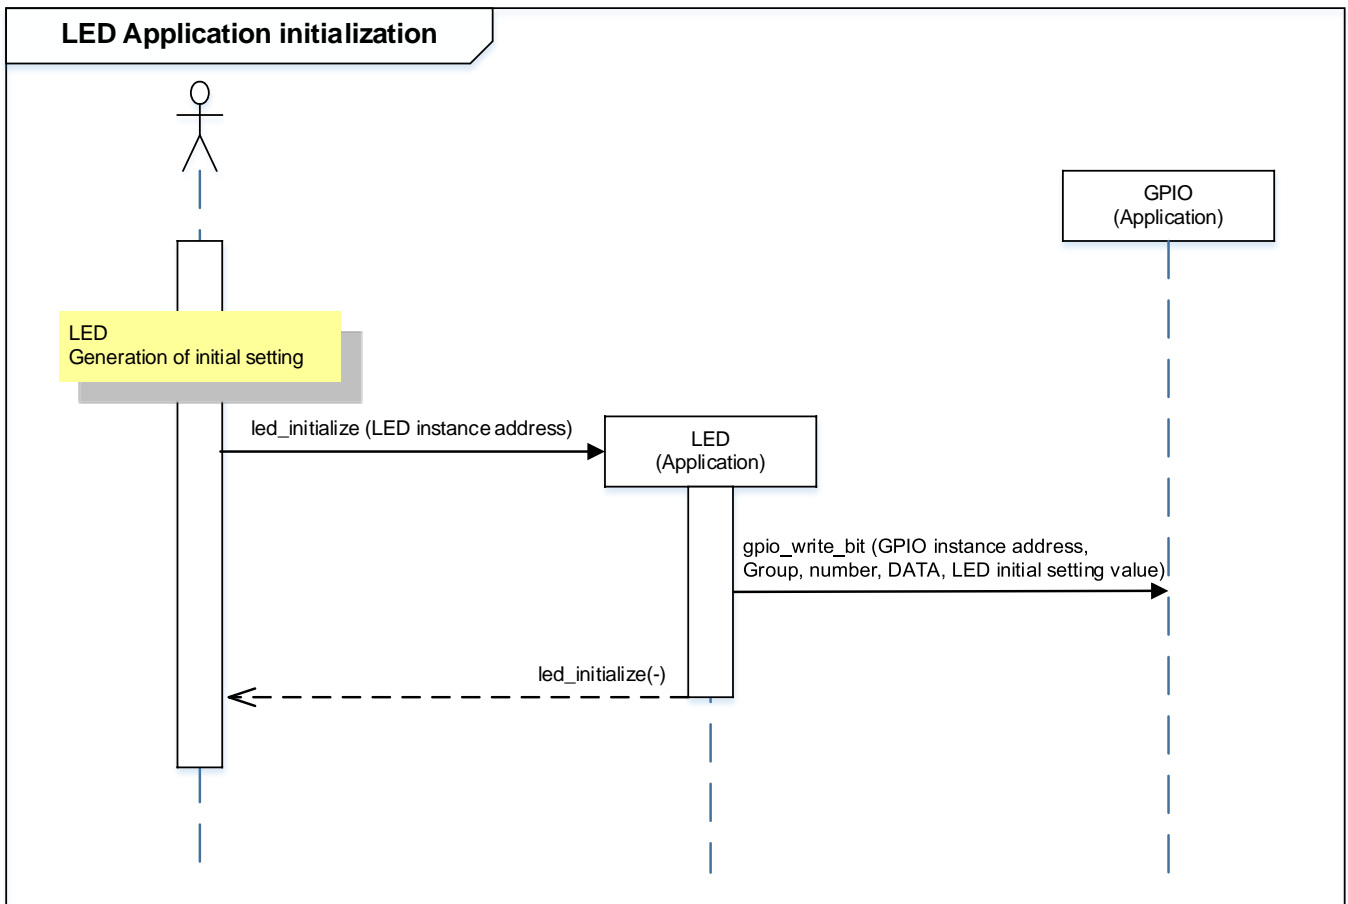 LED Application initialization
GPIO
(Application)
LED
Generation of initial setting
led_initialize (LED instance address)
LED
(Application)
gpio_write_bit (GPIO instance address,
Group, number, DATA, LED initial setting value)
led_initialize(-)